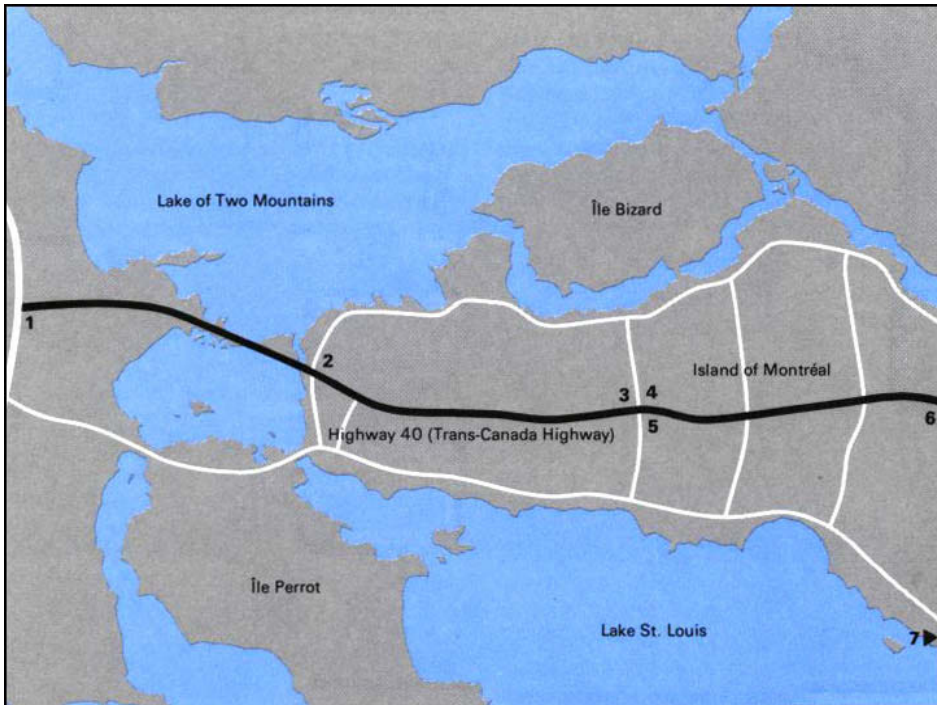 Lake of Two Mountains
Île Bizard
1
2
Island of Montréal
3 4
Highway 40 (Trans-Canada Highway)
5
6
Île Perrot
Lake St. Louis
7